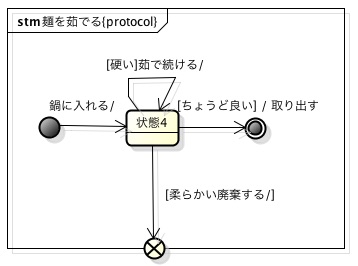 stm 麺を茹でる{protocol}
[硬い]茹で続ける/
鍋に入れる/
[ちょうど良い] / 取り出す
状態4
[柔らかい廃棄する/]